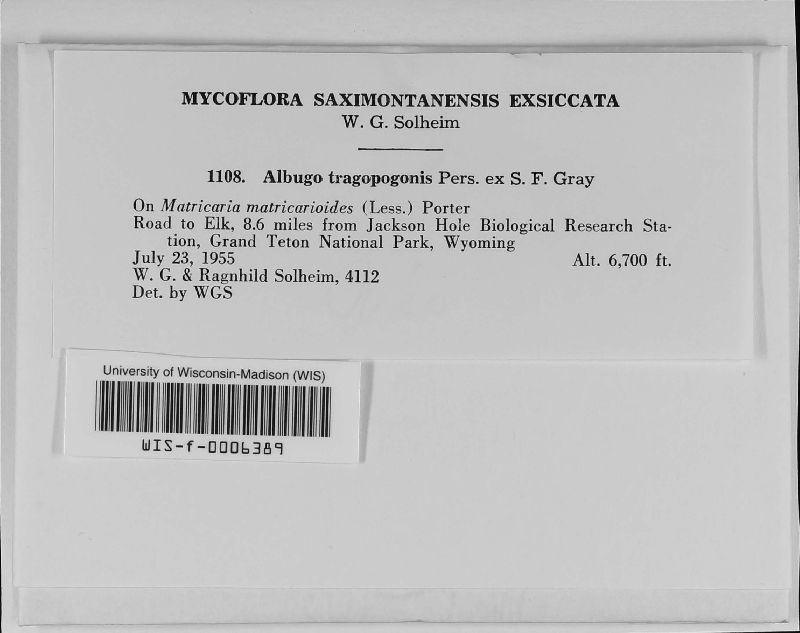 MYCOFLORA SAXIMONTANENSIS EXSICCATA
W. G. Solheim
1108. Albugo tragopogonis Pers. ex S. F. Gray
On Matricaria matricarioides (Less.) Porter
Road to Elk, 8.6 miles from Jackson Hole Biological Research Sta-
tion, Grand Teton National Park, Wyoming
July 23, 1955 Alt. 6,700 ft.
W. G. & Ragnhild Solheim, 4112
Det. by WGS
University of Wisconsin-Madison (WIS)
WIS-f-0006389